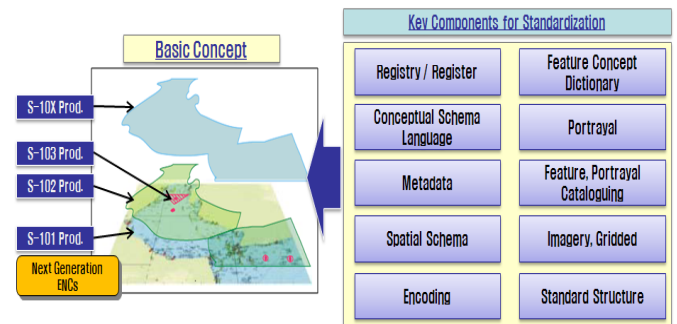 Key Components for Standardization
Basic Concept
S-10X Prod.
S-103 Prod.
S-102 Prod.
S-101 Prod.
Next Generation
ENCs
Registry / Register
Feature Concept
Dictionary
Conceptual Schema
Language
Portrayal
Metadata
Feature, Portrayal
Cataloguing
Spatial Schema
Imagery, Gridded
Encoding
Standard Structure